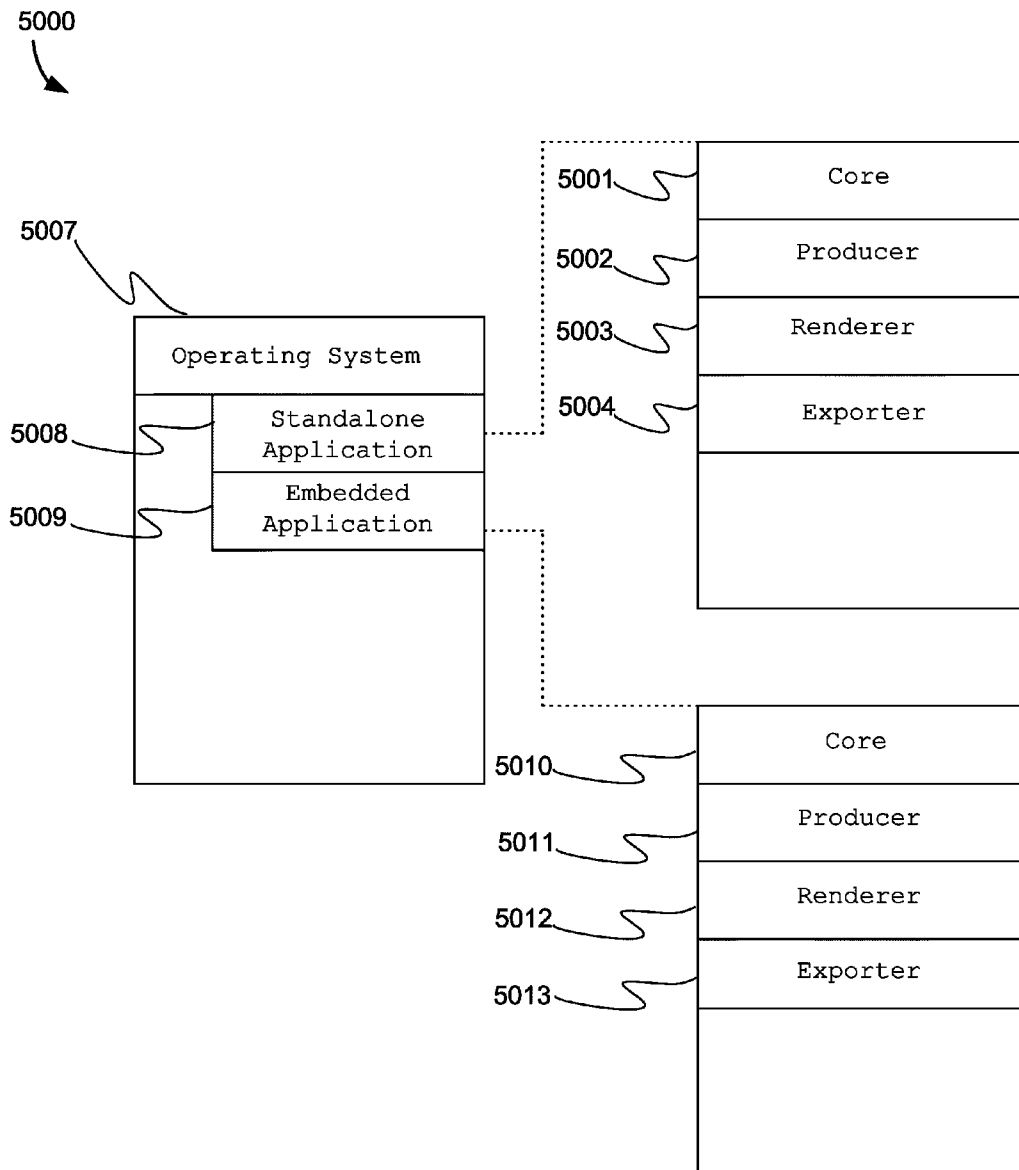 5000
5001
Core
5002
Producer
5003
Renderer
5004
Exporter
5007
Operating System
5008
Standalone
Application
5009
Embedded
Application
5010
Core
5011
Producer
5012
Renderer
5013
Exporter